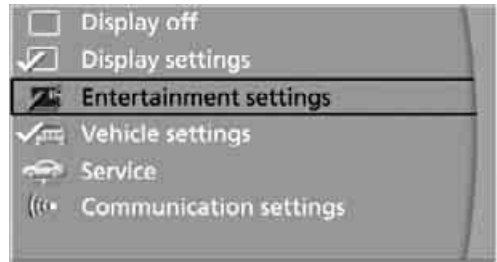 Display off
Display settings
Entertainment settings
Vehicle settings
Service
Communication settings